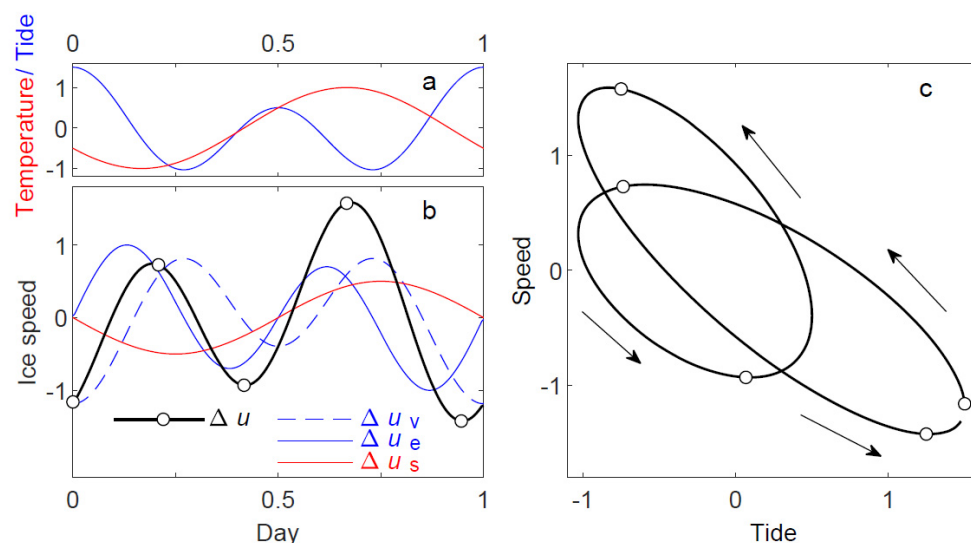 0 0.5 1
Temperature/ Tide
1
0
-1
a
Ice speed
1
0
-1
b
Δ u
Δ u v
Δ u e
Δ u s
0 0.5 1
Day
c
Speed
1
0
-1
-1 0 1
Tide